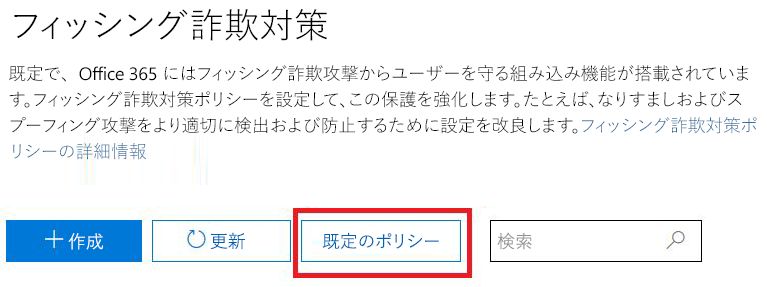 フィッシング詐欺対策
既定で、Office 365 にはフィッシング詐欺攻撃からユーザーを守る組み込み機能が搭載されていま
す。フィッシング詐欺対策ポリシーを設定して、この保護を強化します。たとえば、なりすましおよびス
プーフィング攻撃をより適切に検出および防止するために設定を改良します。フィッシング詐欺対策ポ
リシーの詳細情報
＋作成
更新
既定のポリシー
検索